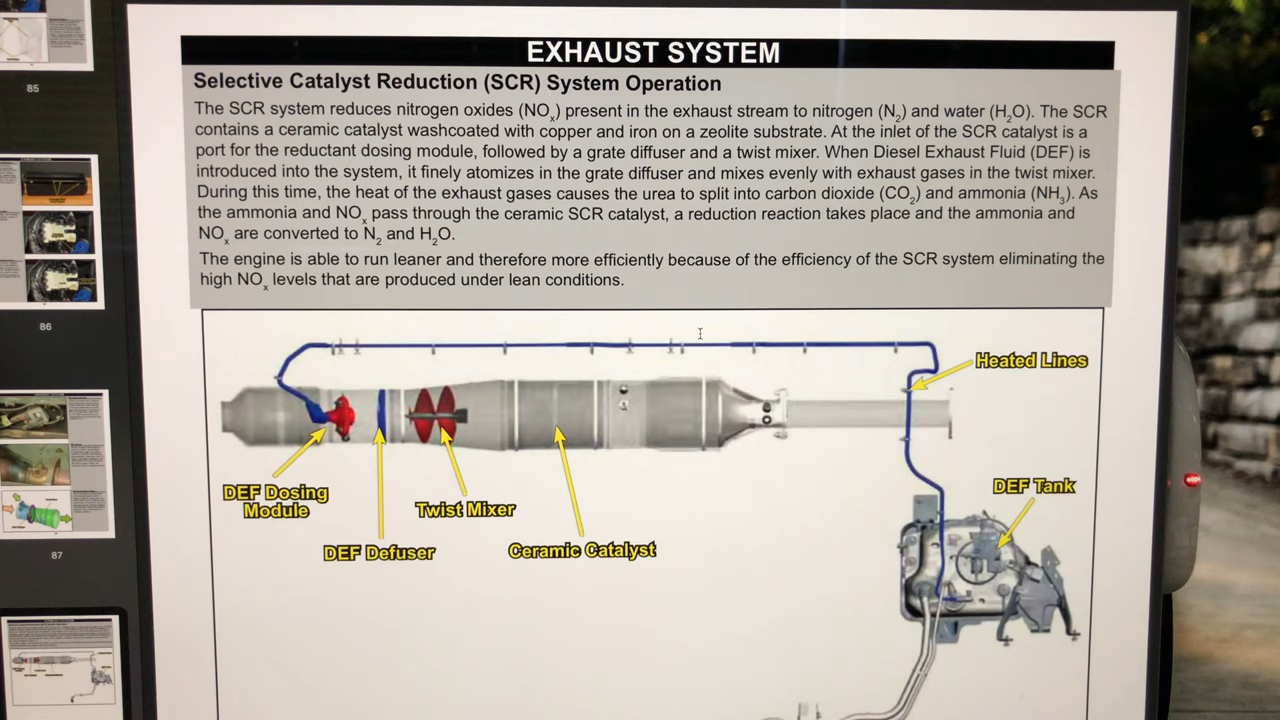 EXHAUST SYSTEM
Selective Catalyst Reduction (SCR) System Operation
The SCR system reduces nitrogen oxides (NOx) present in the exhaust stream to nitrogen (N2) and water (H2O). The SCR
contains a ceramic catalyst washcoated with copper and iron on a zeolite substrate. At the inlet of the SCR catalyst is a
port for the reductant dosing module, followed by a grate diffuser and a twist mixer. When Diesel Exhaust Fluid (DEF) is
introduced into the system, it finely atomizes in the grate diffuser and mixes evenly with exhaust gases in the twist mixer.
During this time, the heat of the exhaust gases causes the urea to split into carbon dioxide (CO2) and ammonia (NH3). As
the ammonia and NOx pass through the ceramic SCR catalyst, a reduction reaction takes place and the ammonia and
NOx are converted to N2 and H2O.
The engine is able to run leaner and therefore more efficiently because of the efficiency of the SCR system eliminating the
high NOx levels that are produced under lean conditions.
Heated Lines
DEF Tank
DEF Dosing
Module
Twist Mixer
DEF Defuser
Ceramic Catalyst
85
86
87